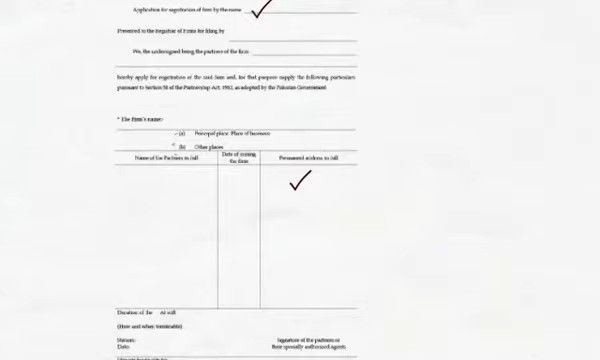 Application for registration of firm by the name
Presented to the Registrar of Firms for filing by
We, the undersigned being the partners of the firm
hereby apply for registration of the said firm and, for that purpose supply the following particulars
pursuant to Section 58 of the Partnership Act, 1932, as adopted by the Pakistan Government
* The Firm's name:-
(a) Principal place Place of business
(b) Other places
Name of the Partners in full Date of joining the firm Permanent address in full
Duration of the At will
(How and when terminable)
Station: Signature of the partners or
Date: their specially authorized agents